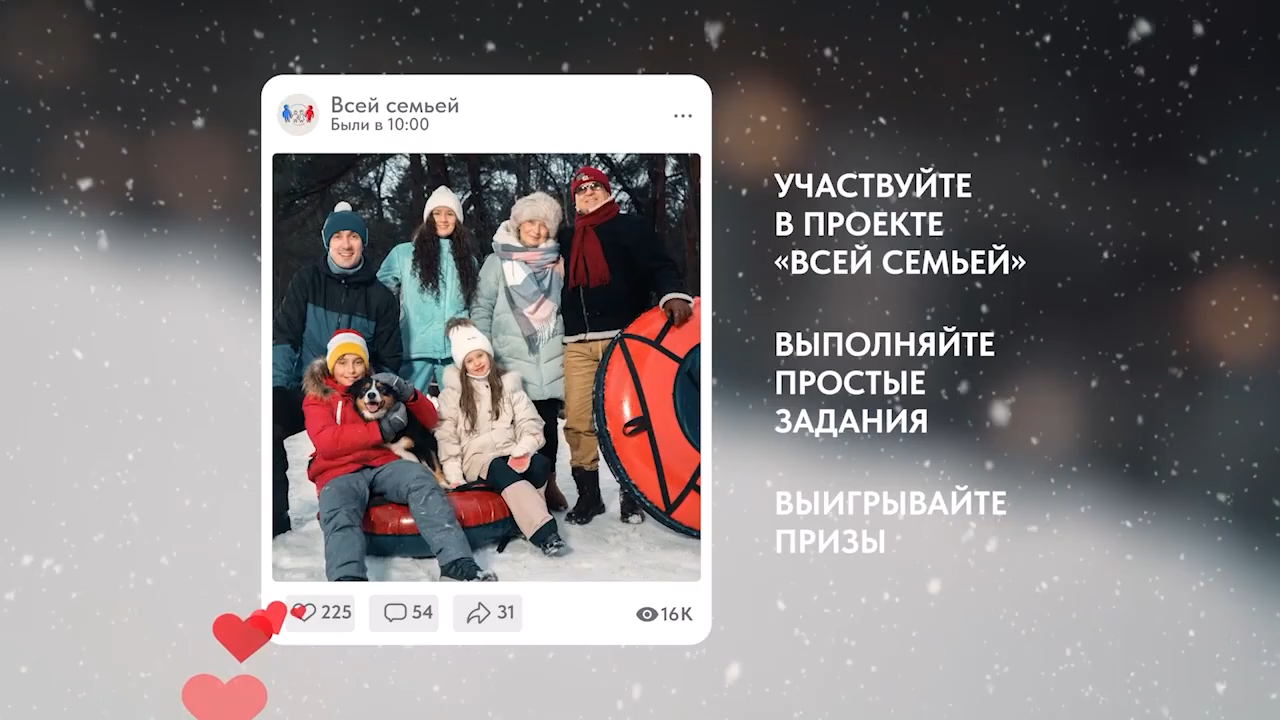 Всей семьей
Были в 10:00
225
54
31
16K
УЧАСТВУЙТЕ
В ПРОЕКТЕ
«ВСЕЙ СЕМЬЕЙ»
ВЫПОЛНЯЙТЕ
ПРОСТЫЕ
ЗАДАНИЯ
ВЫИГРЫВАЙТЕ
ПРИЗЫ